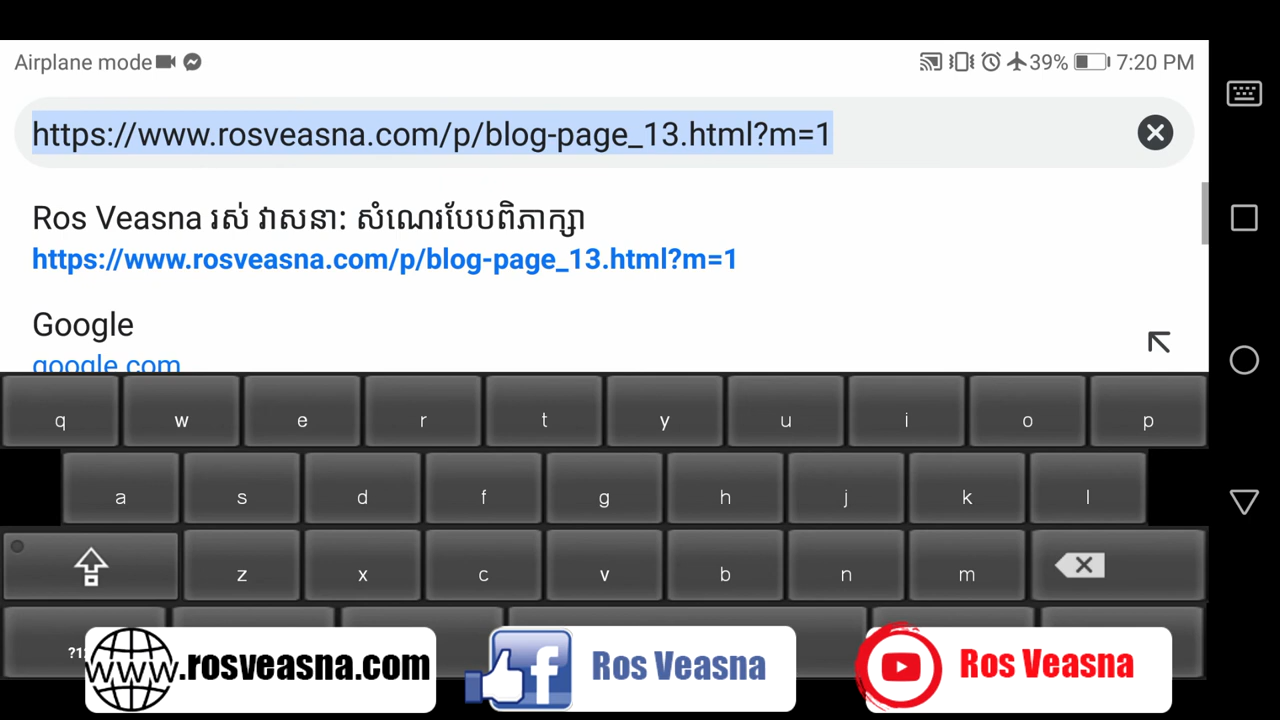 Airplane mode
39% 7:20 PM
https://www.rosveasna.com/p/blog-page_13.html?m=1
Ros Veasna រស់ វាសនា: សំណេរបែបពិភាក្សា
https://www.rosveasna.com/p/blog-page_13.html?m=1
Google
google.com
q w e r t y u i o p
a s d f g h j k l
z x c v b n m
www.rosveasna.com
f Ros Veasna
Ros Veasna